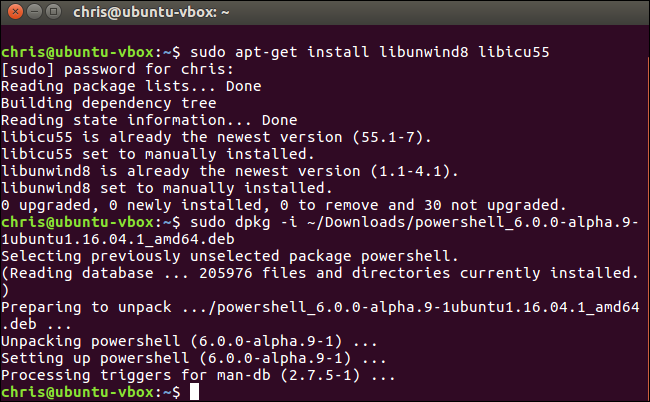 chris@ubuntu-vbox: ~
chris@ubuntu-vbox:~$ sudo apt-get install libunwind8 libicu55
[sudo] password for chris:
Reading package lists... Done
Building dependency tree
Reading state information... Done
libicu55 is already the newest version (55.1-7).
libicu55 set to manually installed.
libunwind8 is already the newest version (1.1-4.1).
libunwind8 set to manually installed.
0 upgraded, 0 newly installed, 0 to remove and 30 not upgraded.
chris@ubuntu-vbox:~$ sudo dpkg -i ~/Downloads/powershell_6.0.0-alpha.9-
1ubuntu1.16.04.1_amd64.deb
Selecting previously unselected package powershell.
(Reading database ... 205976 files and directories currently installed.
)
Preparing to unpack .../powershell_6.0.0-alpha.9-1ubuntu1.16.04.1_amd64
.deb ...
Unpacking powershell (6.0.0-alpha.9-1) ...
Setting up powershell (6.0.0-alpha.9-1) ...
Processing triggers for man-db (2.7.5-1) ...
chris@ubuntu-vbox:~$